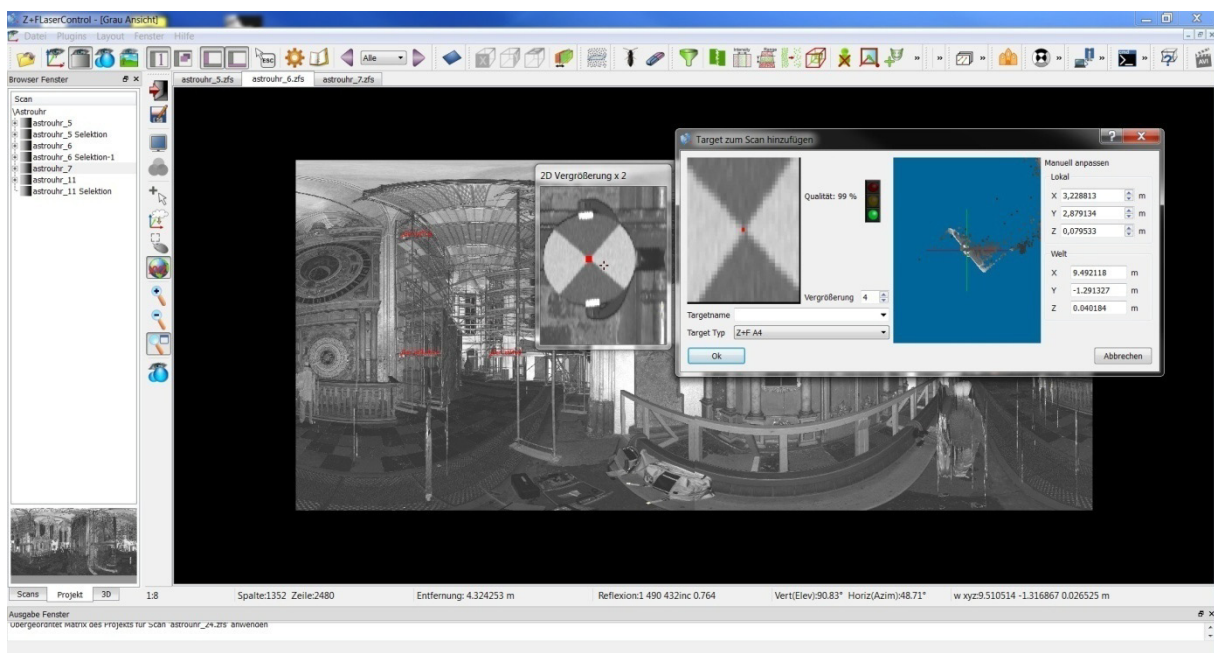 Z+FLaserControl - [Grau Ansicht]
Datei Plugins Layout Fenster Hilfe
ESC
Alle
Intensity
Range
AVI
Browser Fenster
astrouhr_5.zfs astrouhr_6.zfs astrouhr_7.zfs
Scan
\Astrouhr
astrouhr_5
astrouhr_5 Selektion
astrouhr_6
astrouhr_6 Selektion-1
astrouhr_7
astrouhr_11
astrouhr_11 Selektion
2D Vergrößerung x 2
Target zum Scan hinzufügen
Qualität: 99 %
Vergrößerung 4
Targetname
Target Typ Z+F A4
Ok
Manuell anpassen
Lokal
X 3,228813 m
Y 2,879134 m
Z 0,079533 m
Welt
X 9.492118 m
Y -1.291327 m
Z 0.040184 m
Abbrechen
Scans Projekt 3D
1:8 Spalte:1352 Zeile:2480 Entfernung: 4.324253 m Reflexion:1 490 432inc 0.764 Vert(Elev):90.83° Horiz(Azim):48.71° w xyz:9.510514 -1.316867 0.026525 m
Ausgabe Fenster
Übergeordnet Matrix des Projekts für Scan 'astrouhr_24.zfs' anwenden